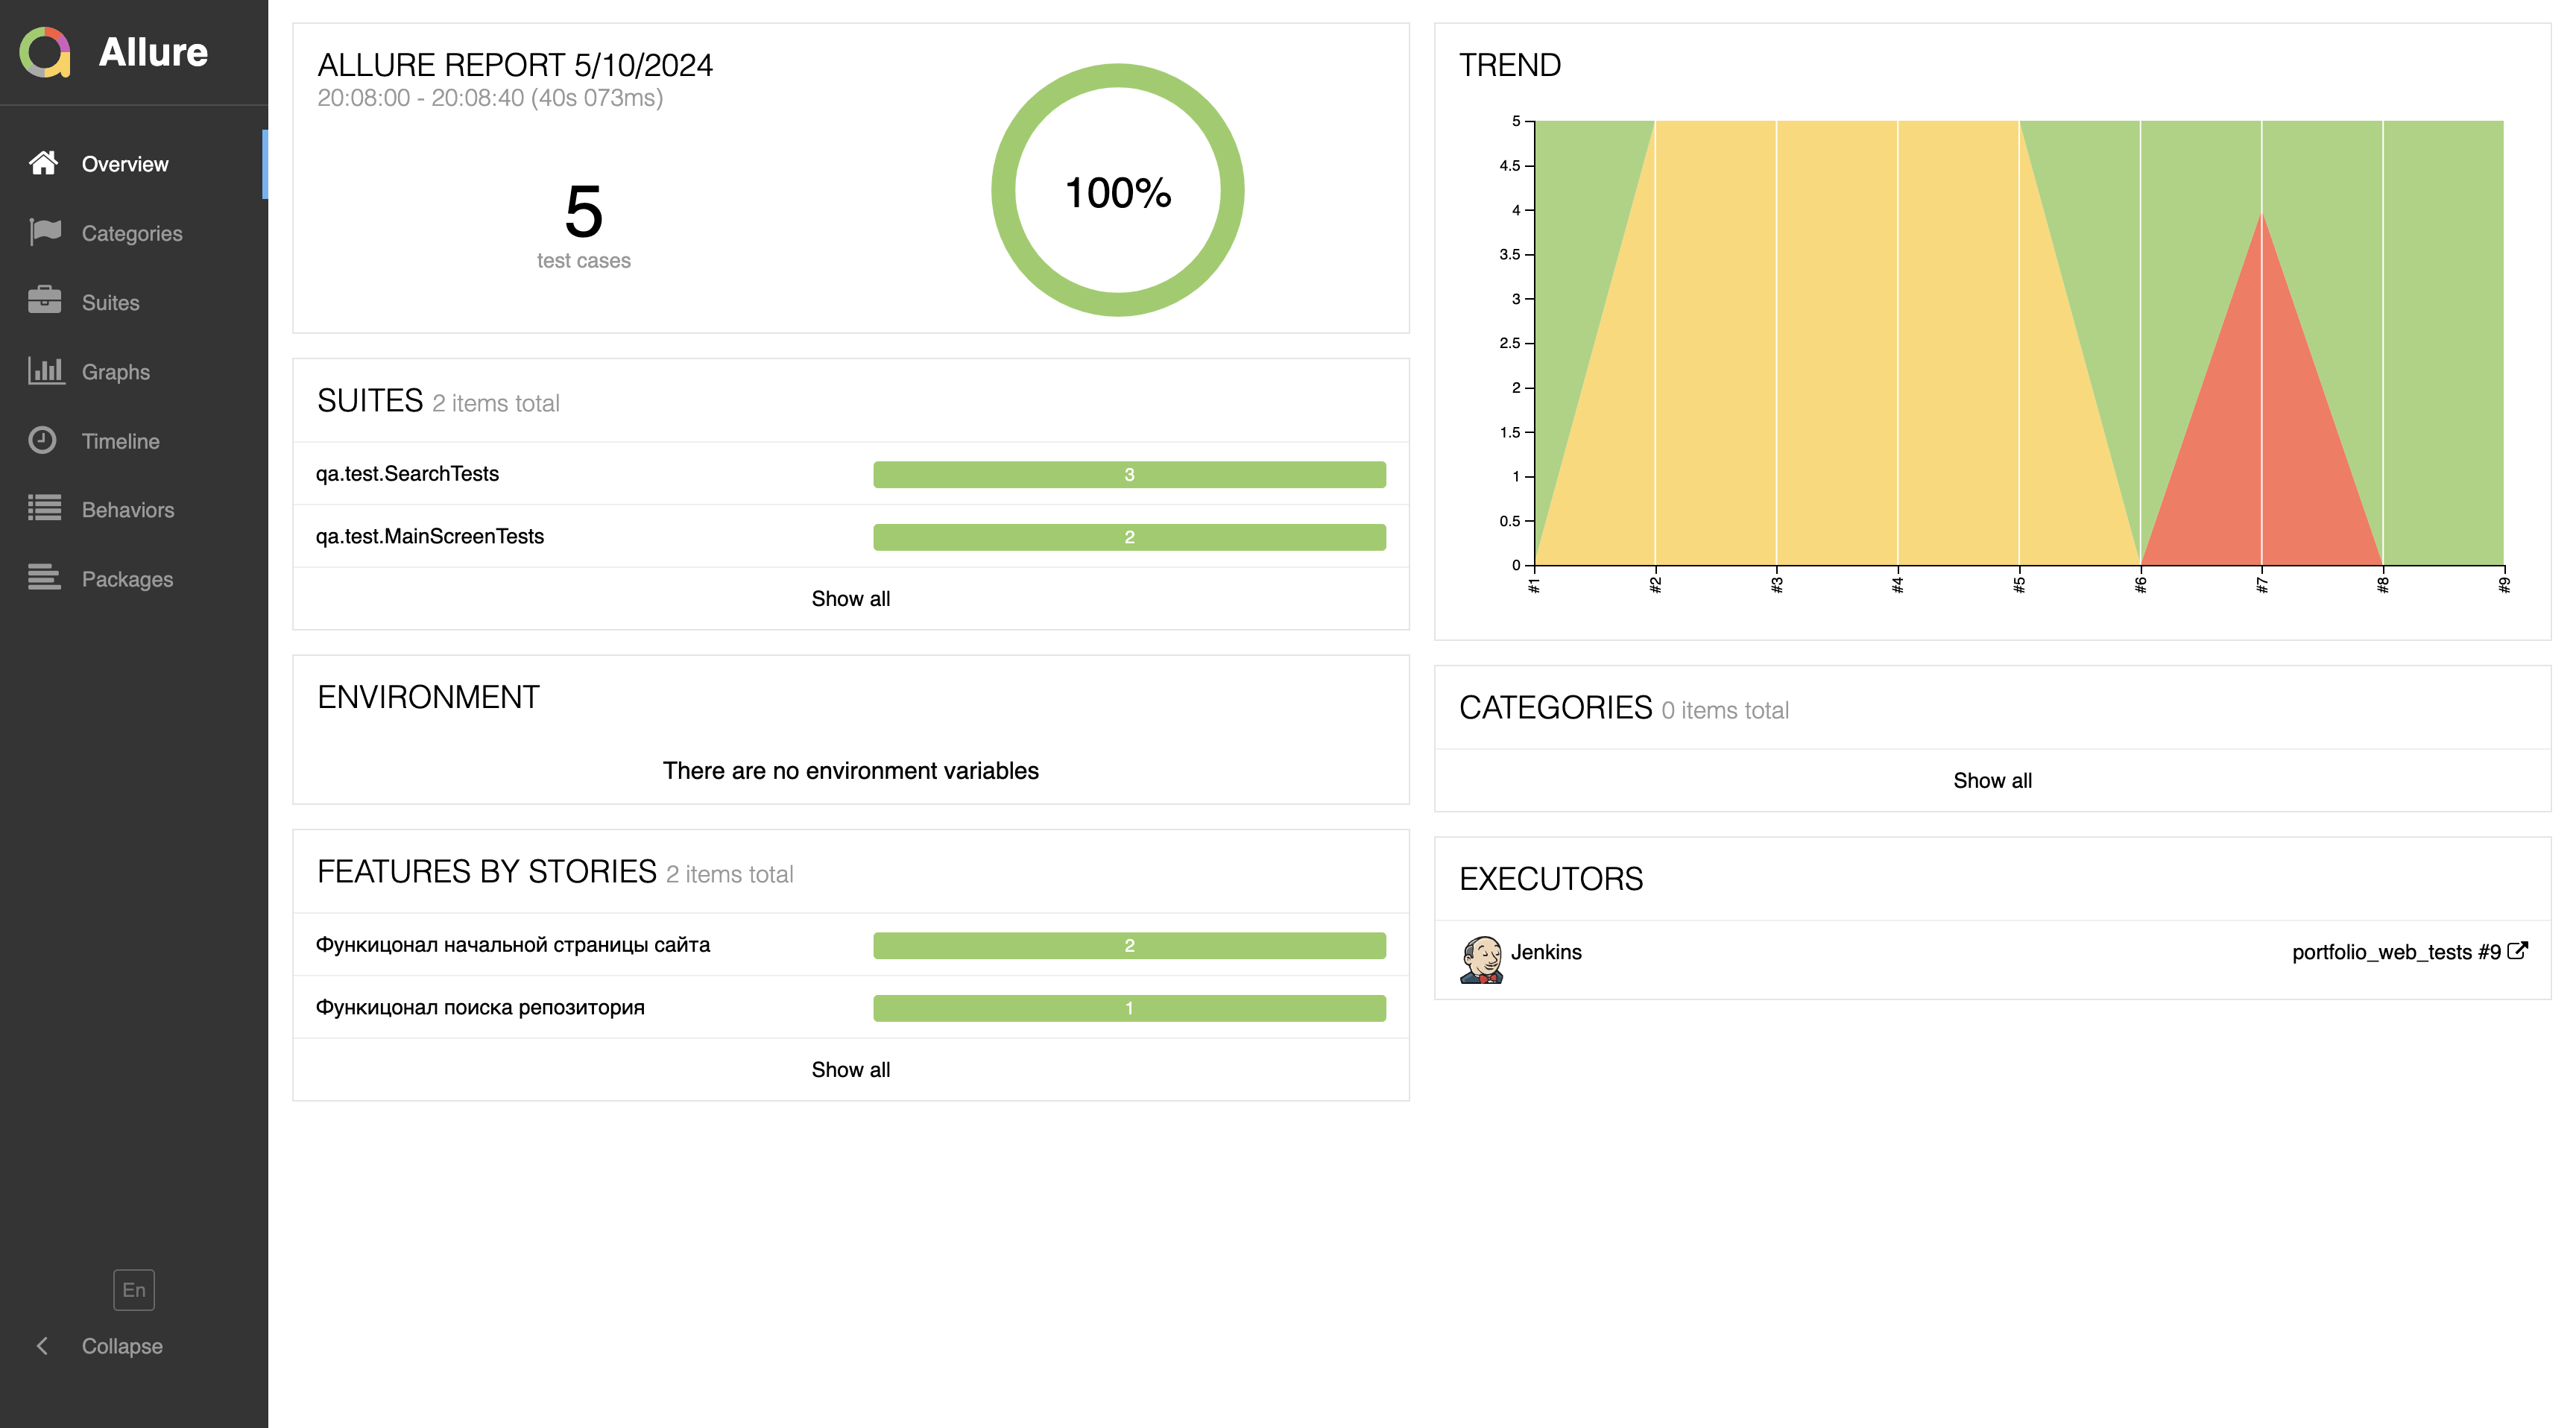 Allure
Overview
Categories
Suites
Graphs
Timeline
Behaviors
Packages
En
Collapse
ALLURE REPORT 5/10/2024
20:08:00 - 20:08:40 (40s 073ms)
5
test cases
100%
SUITES 2 items total
qa.test.SearchTests 3
qa.test.MainScreenTests 2
Show all
ENVIRONMENT
There are no environment variables
FEATURES BY STORIES 2 items total
Функицонал начальной страницы сайта 2
Функицонал поиска репозитория 1
Show all
TREND
5
4.5
4
3.5
3
2.5
2
1.5
1
0.5
0
#1 #2 #3 #4 #5 #6 #7 #8 #9
CATEGORIES 0 items total
Show all
EXECUTORS
Jenkins portfolio_web_tests #9